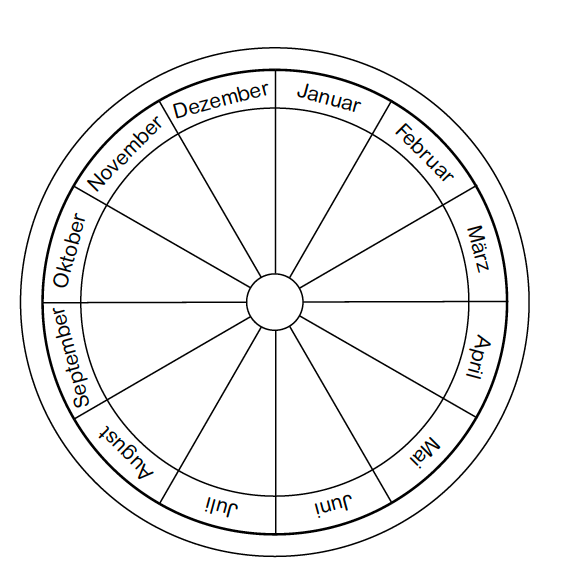 Januar
Februar
März
April
Mai
Juni
Juli
August
September
Oktober
November
Dezember